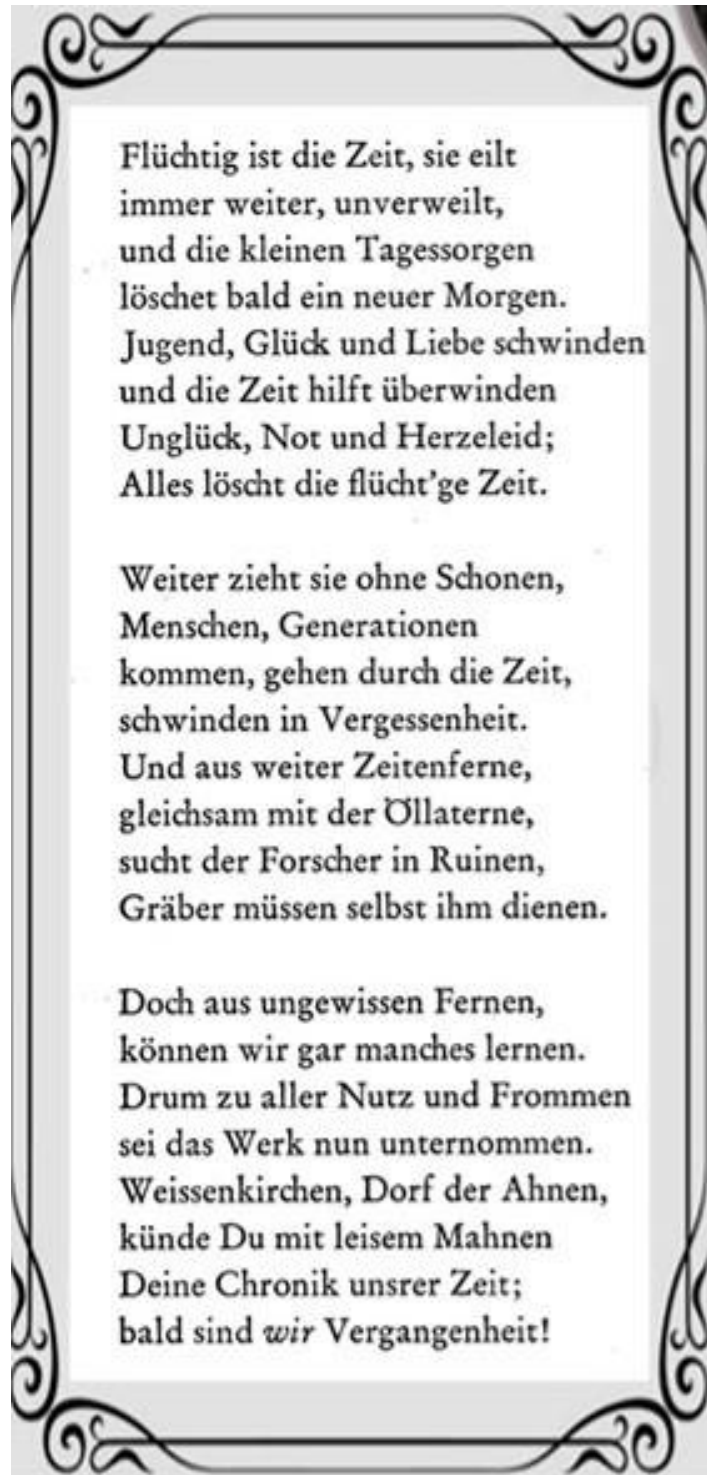 Flüchtig ist die Zeit, sie eilt
immer weiter, unverweilt,
und die kleinen Tagessorgen
löschet bald ein neuer Morgen.
Jugend, Glück und Liebe schwinden
und die Zeit hilft überwinden
Unglück, Not und Herzeleid;
Alles löscht die flücht'ge Zeit.

Weiter zieht sie ohne Schonen,
Menschen, Generationen
kommen, gehen durch die Zeit,
schwinden in Vergessenheit.
Und aus weiter Zeitenferne,
gleichsam mit der Öllaterne,
sucht der Forscher in Ruinen,
Gräber müssen selbst ihm dienen.

Doch aus ungewissen Fernen,
können wir gar manches lernen.
Drum zu aller Nutz und Frommen
sei das Werk nun unternommen.
Weissenkirchen, Dorf der Ahnen,
künde Du mit leisem Mahnen
Deine Chronik unsrer Zeit;
bald sind wir Vergangenheit!